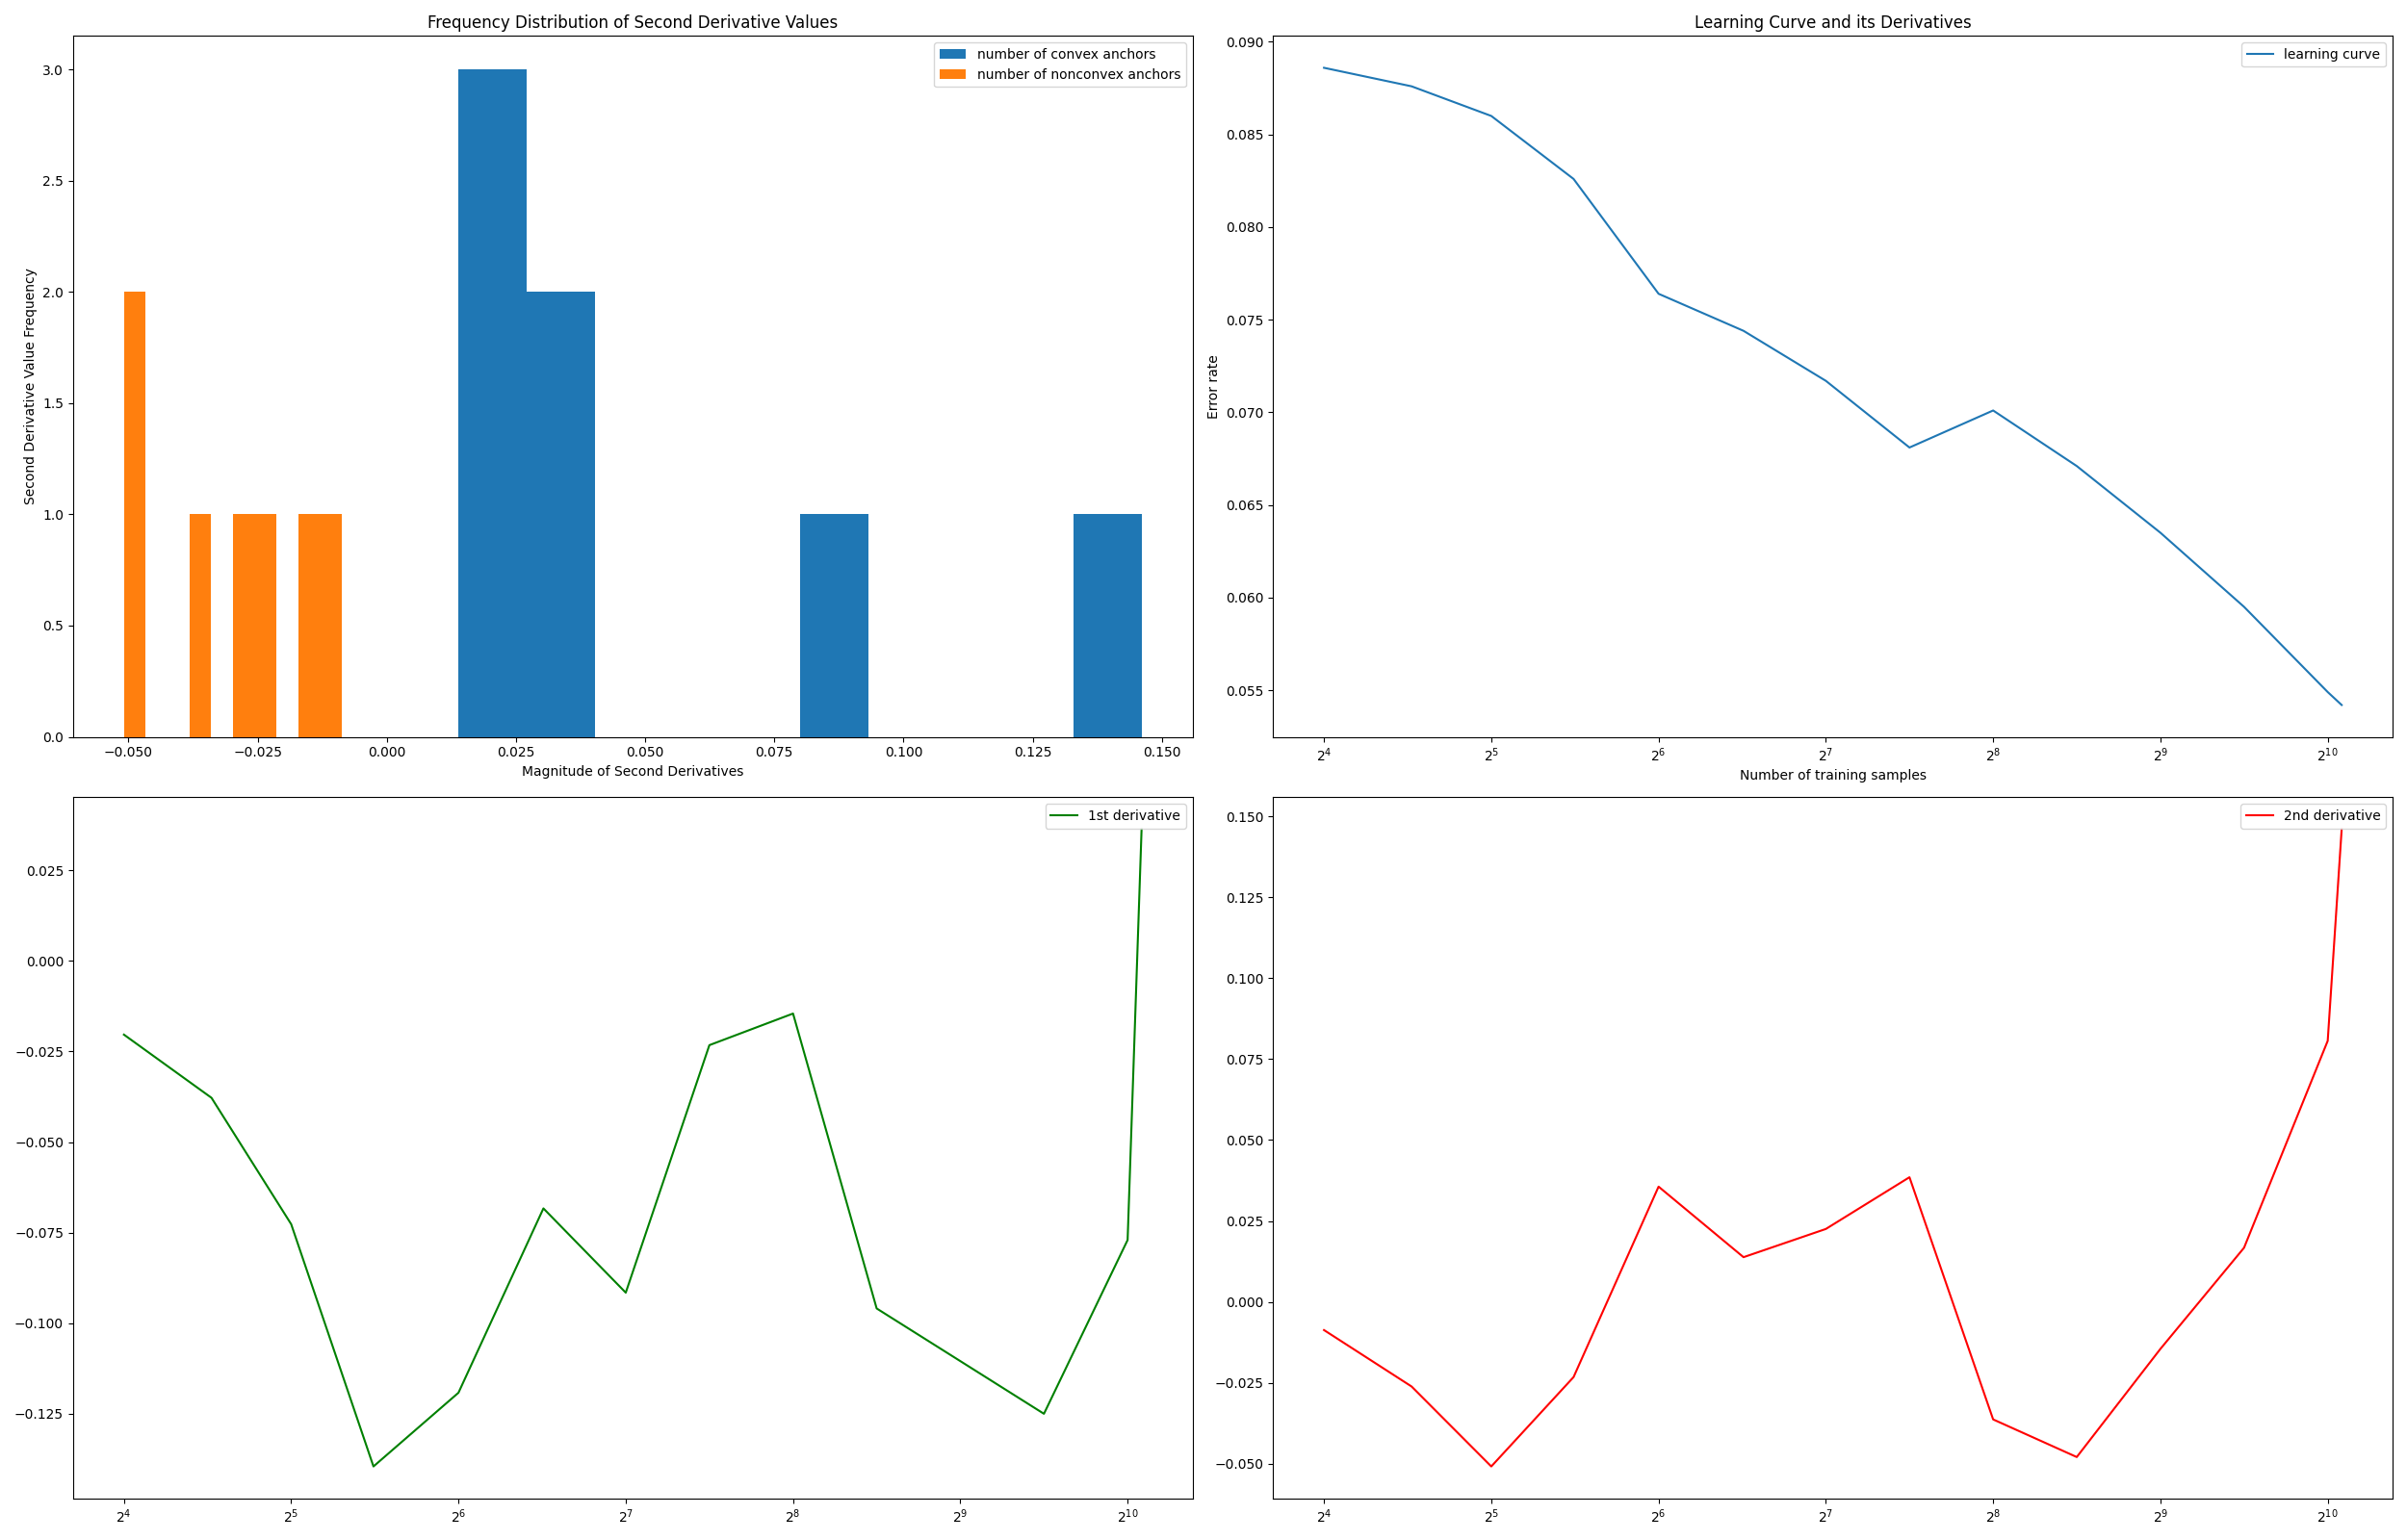 Frequency Distribution of Second Derivative Values
number of convex anchors
number of nonconvex anchors
3.0
2.5
2.0
1.5
1.0
0.5
0.0
Second Derivative Value Frequency
−0.050 −0.025 0.000 0.025 0.050 0.075 0.100 0.125 0.150
Magnitude of Second Derivatives
Learning Curve and its Derivatives
learning curve
0.090
0.085
0.080
0.075
0.070
0.065
0.060
0.055
Error rate
2⁴ 2⁵ 2⁶ 2⁷ 2⁸ 2⁹ 2¹⁰
Number of training samples
1st derivative
0.025
0.000
−0.025
−0.050
−0.075
−0.100
−0.125
2⁴ 2⁵ 2⁶ 2⁷ 2⁸ 2⁹ 2¹⁰
2nd derivative
0.150
0.125
0.100
0.075
0.050
0.025
0.000
−0.025
−0.050
2⁴ 2⁵ 2⁶ 2⁷ 2⁸ 2⁹ 2¹⁰